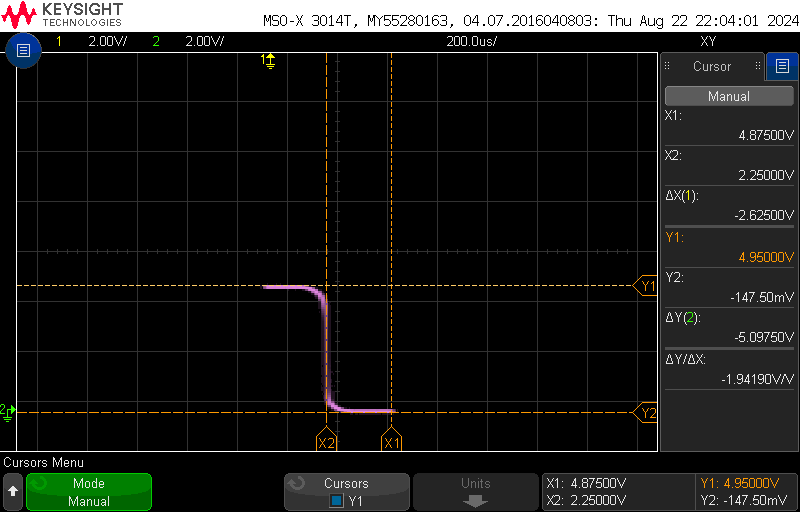 KEYSIGHT
TECHNOLOGIES
MSO-X 3014T, MY55280163, 04.07.2016040803: Thu Aug 22 22:04:01 2024
1 2.00V/ 2 2.00V/ 200.0us/ XY
1
Cursor
Manual
X1:
4.87500V
X2:
2.25000V
ΔX(1):
-2.62500V
Y1:
4.95000V
Y2:
-147.50mV
ΔY(2):
-5.09750V
ΔY/ΔX:
-1.94190V/V
Y1
2
Y2
X2 X1
Cursors Menu
Mode
Manual
Cursors
Y1
Units
X1: 4.87500V
X2: 2.25000V
Y1: 4.95000V
Y2: -147.50mV